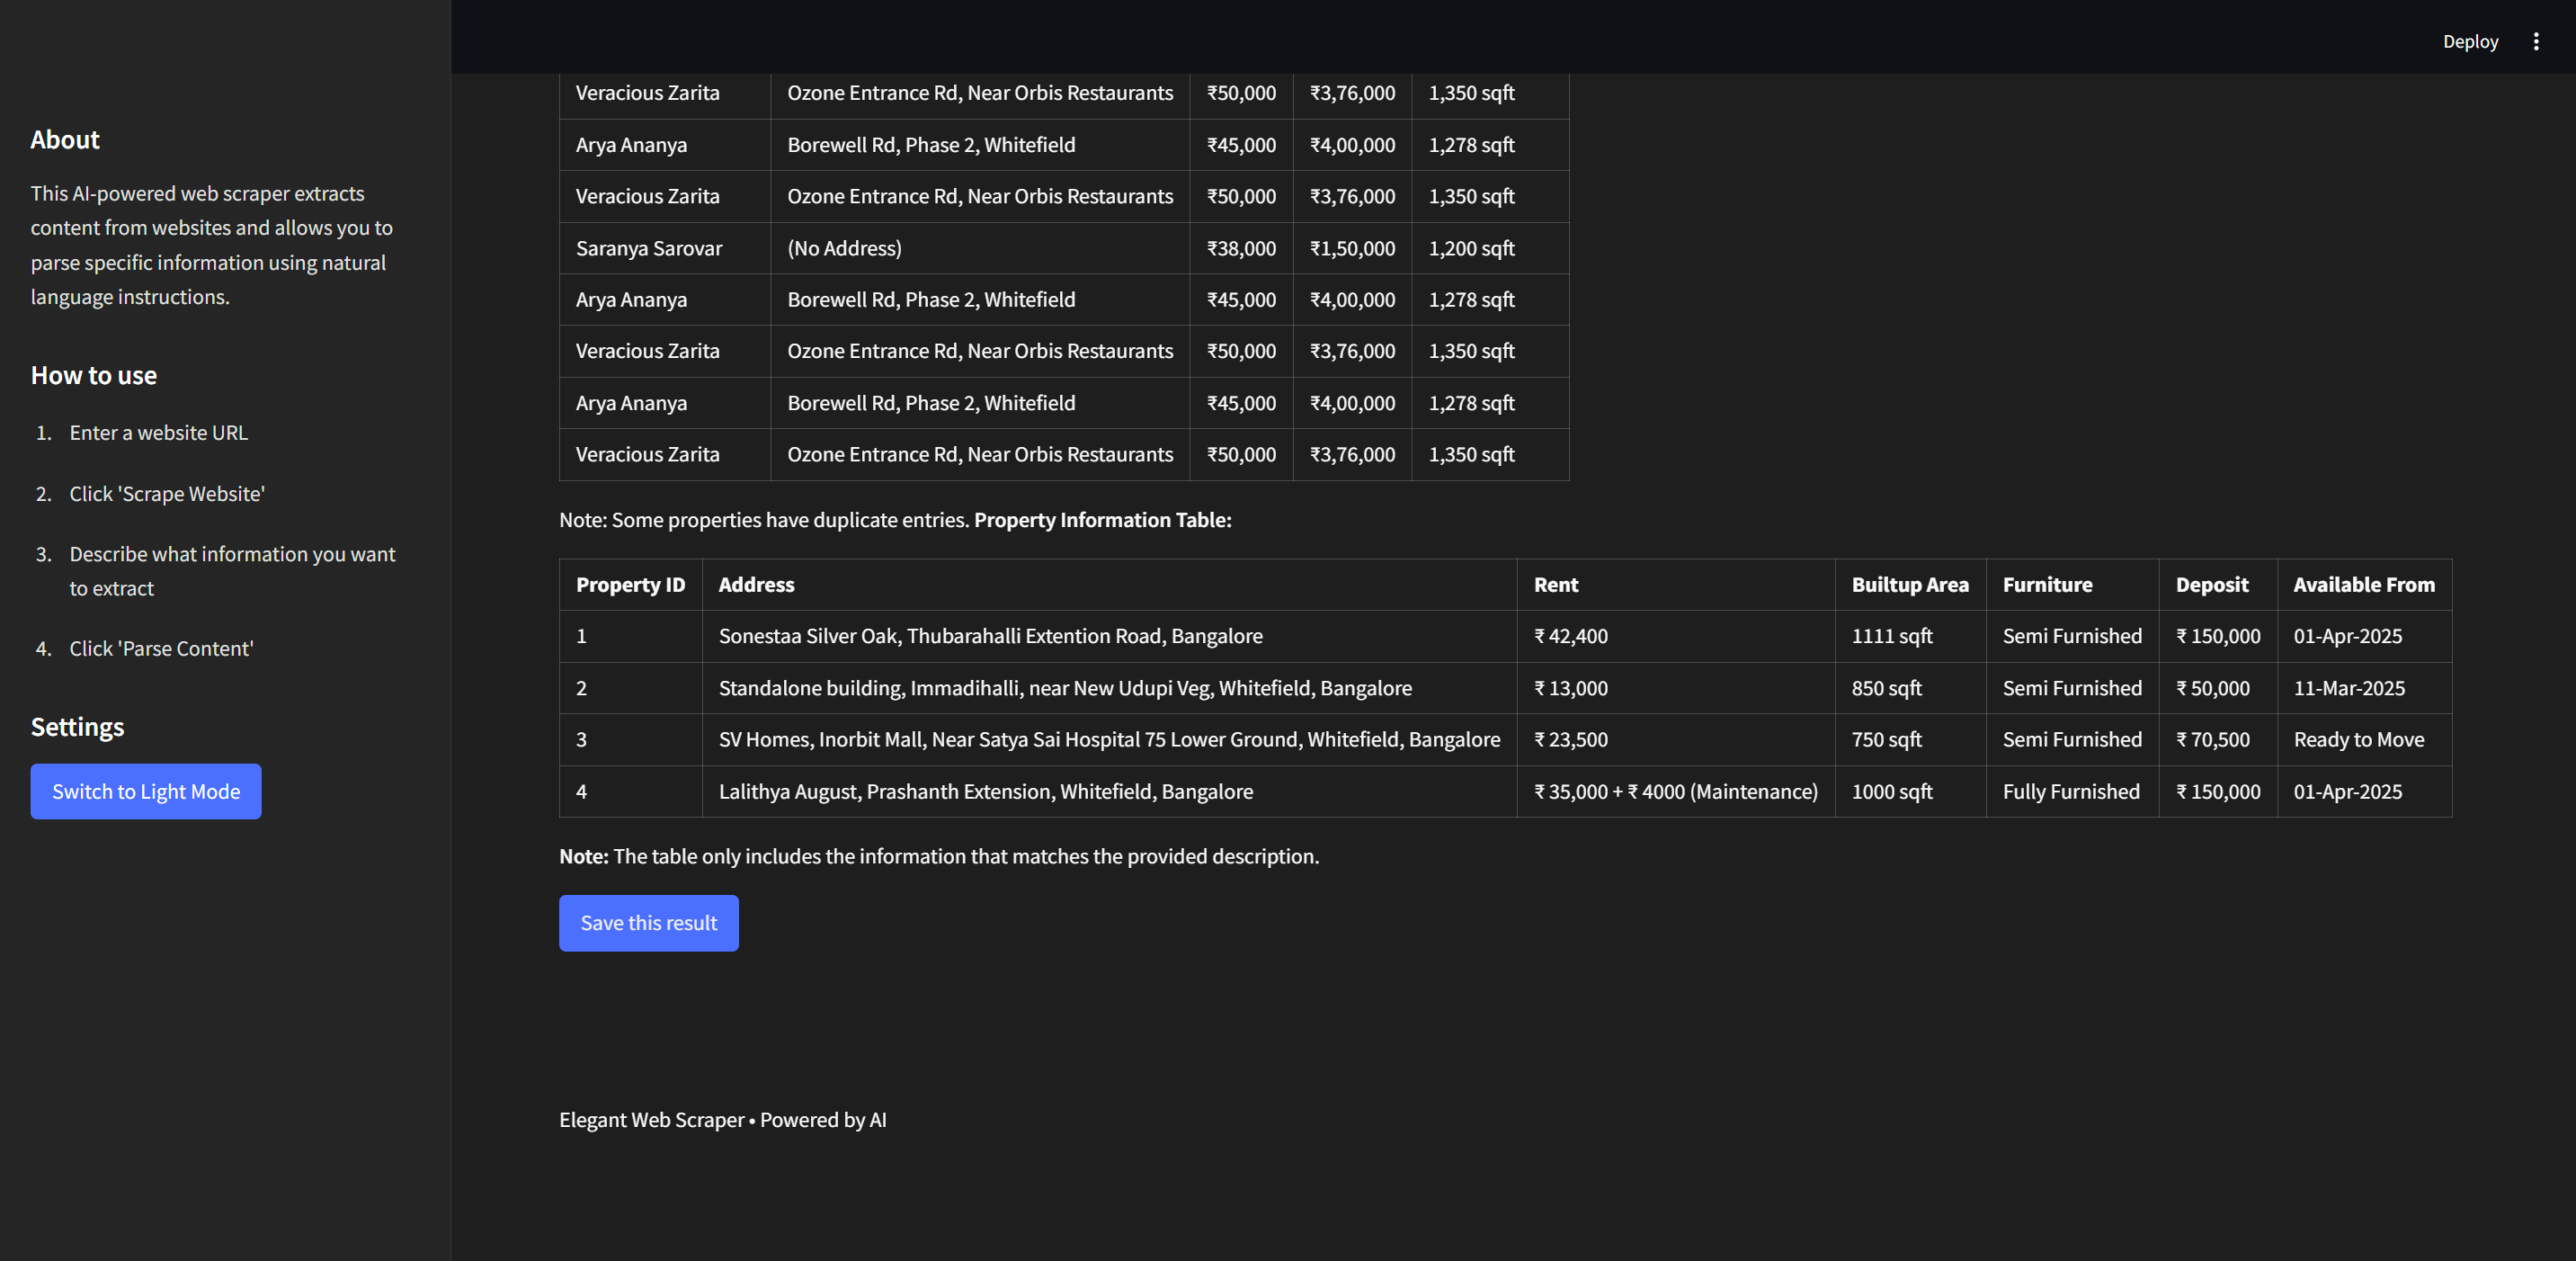 Deploy
About
This AI-powered web scraper extracts
content from websites and allows you to
parse specific information using natural
language instructions.
How to use
1. Enter a website URL
2. Click 'Scrape Website'
3. Describe what information you want
to extract
4. Click 'Parse Content'
Settings
Switch to Light Mode
Veracious Zarita Ozone Entrance Rd, Near Orbis Restaurants ₹50,000 ₹3,76,000 1,350 sqft
Arya Ananya Borewell Rd, Phase 2, Whitefield ₹45,000 ₹4,00,000 1,278 sqft
Veracious Zarita Ozone Entrance Rd, Near Orbis Restaurants ₹50,000 ₹3,76,000 1,350 sqft
Saranya Sarovar (No Address) ₹38,000 ₹1,50,000 1,200 sqft
Arya Ananya Borewell Rd, Phase 2, Whitefield ₹45,000 ₹4,00,000 1,278 sqft
Veracious Zarita Ozone Entrance Rd, Near Orbis Restaurants ₹50,000 ₹3,76,000 1,350 sqft
Arya Ananya Borewell Rd, Phase 2, Whitefield ₹45,000 ₹4,00,000 1,278 sqft
Veracious Zarita Ozone Entrance Rd, Near Orbis Restaurants ₹50,000 ₹3,76,000 1,350 sqft
Note: Some properties have duplicate entries. Property Information Table:
Property ID Address Rent Builtup Area Furniture Deposit Available From
1 Sonestaa Silver Oak, Thubarahalli Extention Road, Bangalore ₹ 42,400 1111 sqft Semi Furnished ₹ 150,000 01-Apr-2025
2 Standalone building, Immadihalli, near New Udupi Veg, Whitefield, Bangalore ₹ 13,000 850 sqft Semi Furnished ₹ 50,000 11-Mar-2025
3 SV Homes, Inorbit Mall, Near Satya Sai Hospital 75 Lower Ground, Whitefield, Bangalore ₹ 23,500 750 sqft Semi Furnished ₹ 70,500 Ready to Move
4 Lalithya August, Prashanth Extension, Whitefield, Bangalore ₹ 35,000 + ₹ 4000 (Maintenance) 1000 sqft Fully Furnished ₹ 150,000 01-Apr-2025
Note: The table only includes the information that matches the provided description.
Save this result
Elegant Web Scraper • Powered by AI